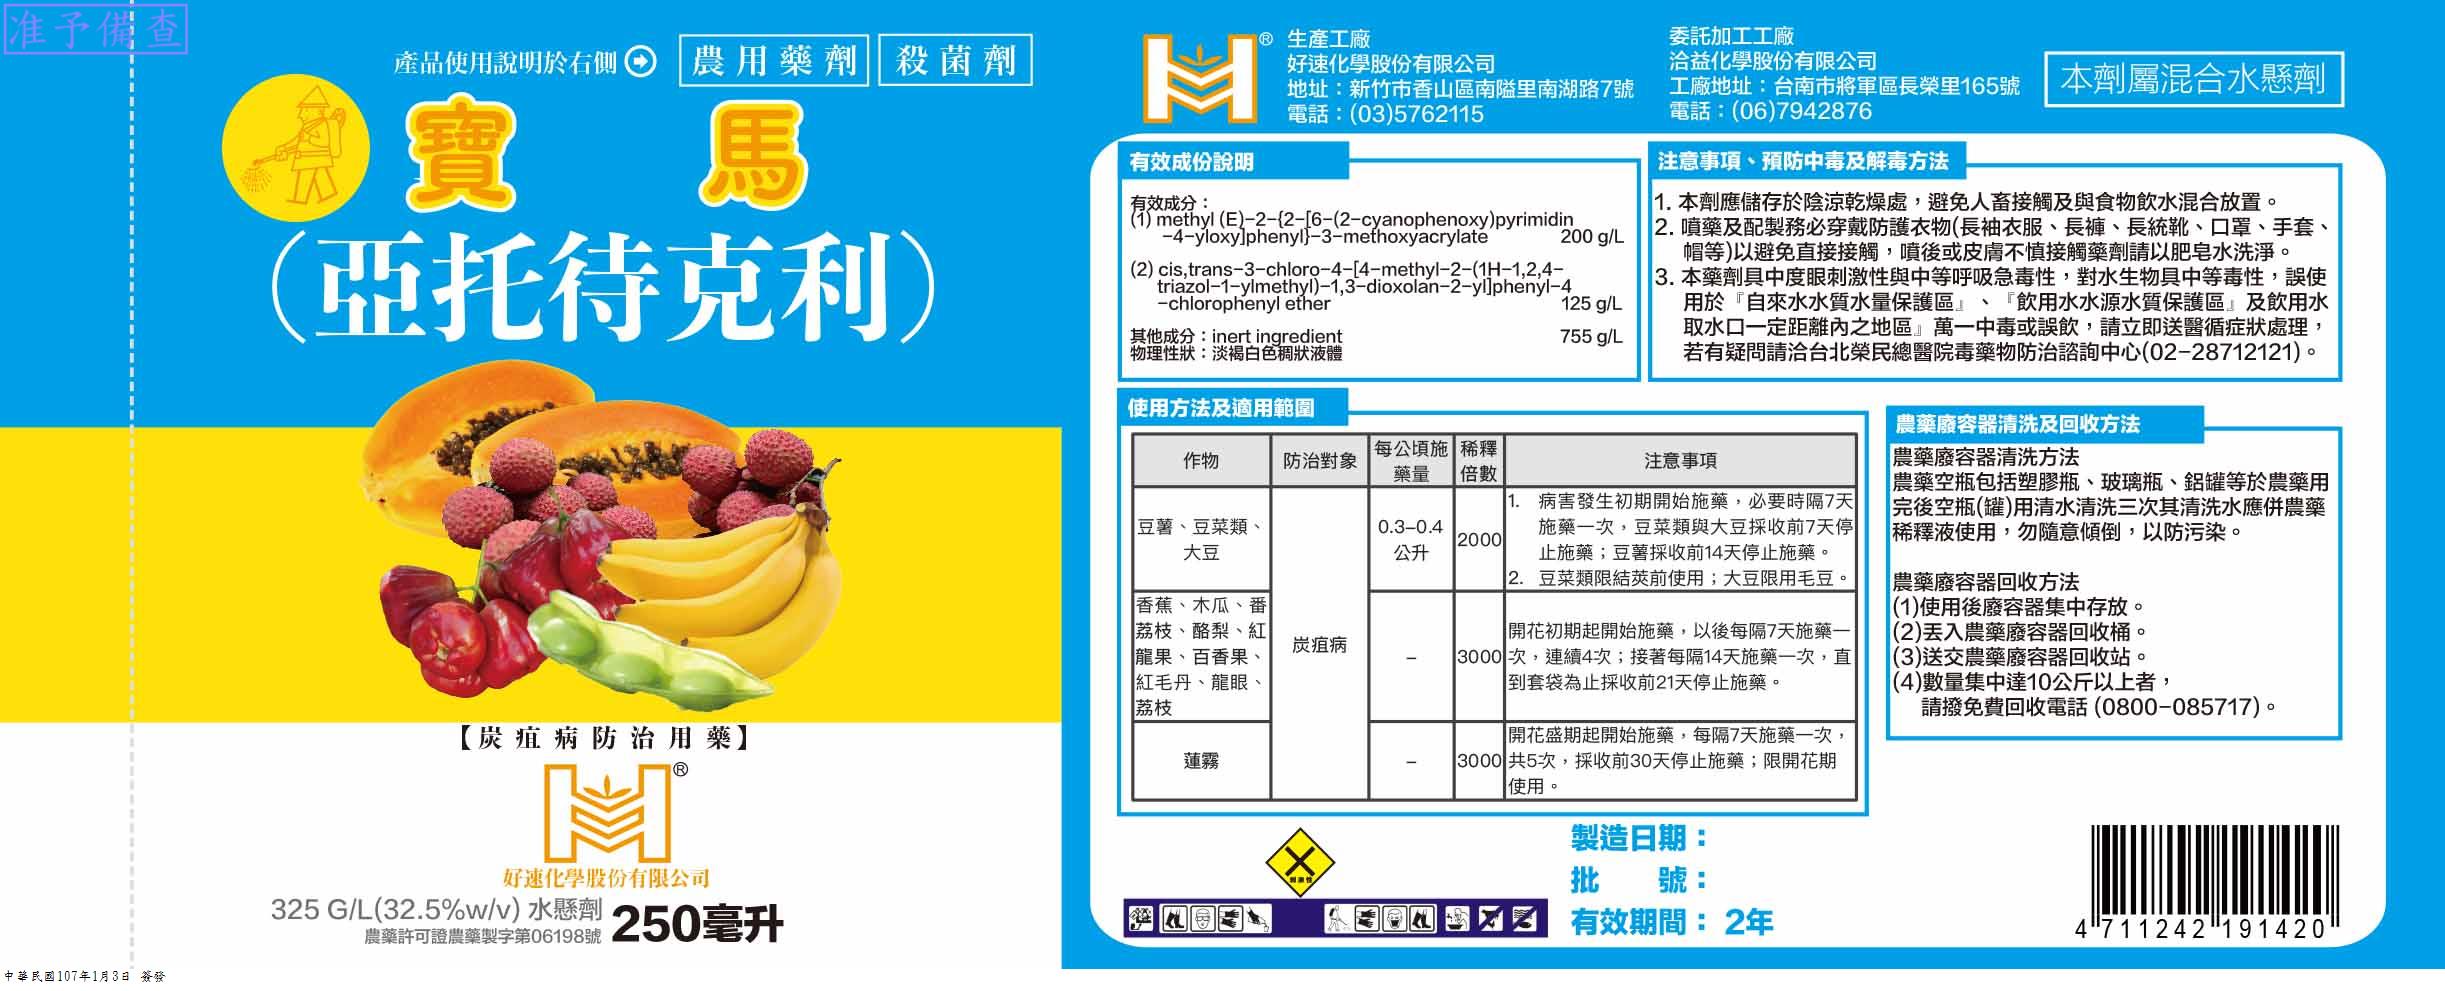 准予備查
產品使用說明於右側
農用藥劑
殺菌劑
寶馬
(亞托待克利)
【炭疽病防治用藥】
®
好速化學股份有限公司
325 G/L(32.5%w/v) 水懸劑 250毫升
農藥許可證農藥製字第06198號
中華民國107年1月3日 簽發
®
生產工廠
好速化學股份有限公司
地址：新竹市香山區南隘里南湖路7號
電話：(03)5762115
委託加工工廠
洽益化學股份有限公司
工廠地址：台南市將軍區長榮里165號
電話：(06)7942876
本劑屬混合水懸劑
有效成份說明
有效成分：
(1) methyl (E)-2-{2-[6-(2-cyanophenoxy)pyrimidin
-4-yloxy]phenyl}-3-methoxyacrylate 200 g/L
(2) cis,trans-3-chloro-4-[4-methyl-2-(1H-1,2,4-
triazol-1-ylmethyl)-1,3-dioxolan-2-yl]phenyl-4
-chlorophenyl ether 125 g/L
其他成分：inert ingredient 755 g/L
物理性狀：淡褐白色稠狀液體
注意事項、預防中毒及解毒方法
1. 本劑應儲存於陰涼乾燥處，避免人畜接觸及與食物飲水混合放置。
2. 噴藥及配製務必穿戴防護衣物(長袖衣服、長褲、長統靴、口罩、手套、
帽等)以避免直接接觸，噴後或皮膚不慎接觸藥劑請以肥皂水洗淨。
3. 本藥劑具中度眼刺激性與中等呼吸急毒性，對水生物具中等毒性，誤使
用於『自來水水質水量保護區』、『飲用水水源水質保護區』及飲用水
取水口一定距離內之地區』萬一中毒或誤飲，請立即送醫循症狀處理，
若有疑問請洽台北榮民總醫院毒藥物防治諮詢中心(02-28712121)。
使用方法及適用範圍
作物
防治對象
每公頃施
藥量
稀釋
倍數
注意事項
豆薯、豆菜類、
大豆
炭疽病
0.3-0.4
公升
2000
1. 病害發生初期開始施藥，必要時隔7天
施藥一次，豆菜類與大豆採收前7天停
止施藥；豆薯採收前14天停止施藥。
2. 豆菜類限結莢前使用；大豆限用毛豆。
香蕉、木瓜、番
荔枝、酪梨、紅
龍果、百香果、
紅毛丹、龍眼、
荔枝
–
3000
開花初期起開始施藥，以後每隔7天施藥一
次，連續4次；接著每隔14天施藥一次，直
到套袋為止採收前21天停止施藥。
蓮霧
–
3000
開花盛期起開始施藥，每隔7天施藥一次，
共5次，採收前30天停止施藥；限開花期
使用。
農藥廢容器清洗及回收方法
農藥廢容器清洗方法
農藥空瓶包括塑膠瓶、玻璃瓶、鋁罐等於農藥用
完後空瓶(罐)用清水清洗三次其清洗水應併農藥
稀釋液使用，勿隨意傾倒，以防污染。
農藥廢容器回收方法
(1)使用後廢容器集中存放。
(2)丟入農藥廢容器回收桶。
(3)送交農藥廢容器回收站。
(4)數量集中達10公斤以上者，
請撥免費回收電話 (0800-085717)。
製造日期：
批　　號：
有效期間： 2年
4 711242 191420